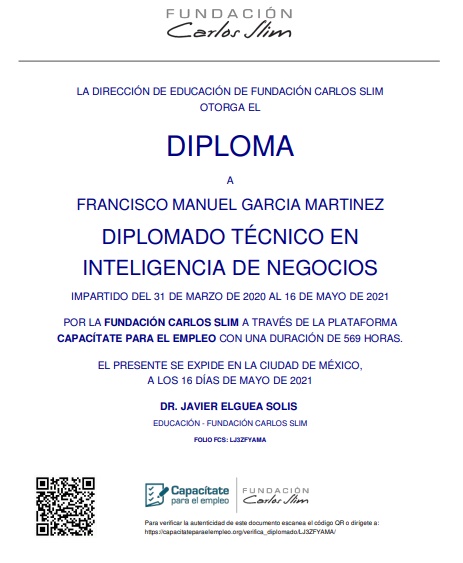 FUNDACIÓN
Carlos Slim
LA DIRECCIÓN DE EDUCACIÓN DE FUNDACIÓN CARLOS SLIM
OTORGA EL
DIPLOMA
A
FRANCISCO MANUEL GARCIA MARTINEZ
DIPLOMADO TÉCNICO EN
INTELIGENCIA DE NEGOCIOS
IMPARTIDO DEL 31 DE MARZO DE 2020 AL 16 DE MAYO DE 2021
POR LA FUNDACIÓN CARLOS SLIM A TRAVÉS DE LA PLATAFORMA
CAPACÍTATE PARA EL EMPLEO CON UNA DURACIÓN DE 569 HORAS.
EL PRESENTE SE EXPIDE EN LA CIUDAD DE MÉXICO,
A LOS 16 DÍAS DE MAYO DE 2021
DR. JAVIER ELGUEA SOLIS
EDUCACIÓN - FUNDACIÓN CARLOS SLIM
FOLIO FCS: LJ3ZFYAMA
Capacítate
para el empleo
FUNDACIÓN
Carlos Slim
Para verificar la autenticidad de este documento escanea el código QR o dirígete a:
https://capacitateparaelempleo.org/verifica_diplomado/LJ3ZFYAMA/